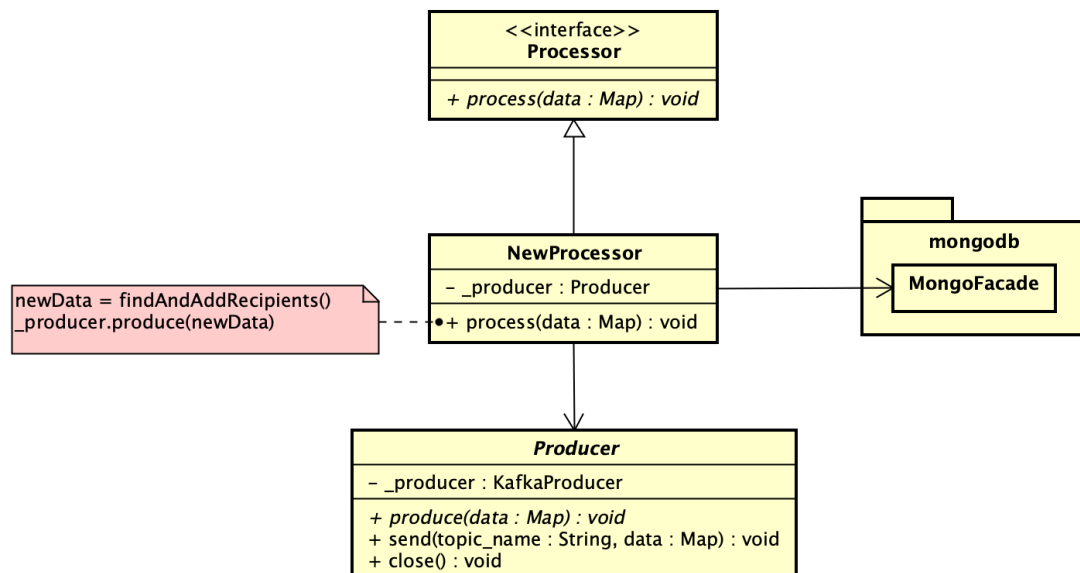 <<interface>>
Processor
+ process(data : Map) : void
mongodb
MongoFacade
NewProcessor
– _producer : Producer
+ process(data : Map) : void
newData = findAndAddRecipients()
_producer.produce(newData)
Producer
– _producer : KafkaProducer
+ produce(data : Map) : void
+ send(topic_name : String, data : Map) : void
+ close() : void